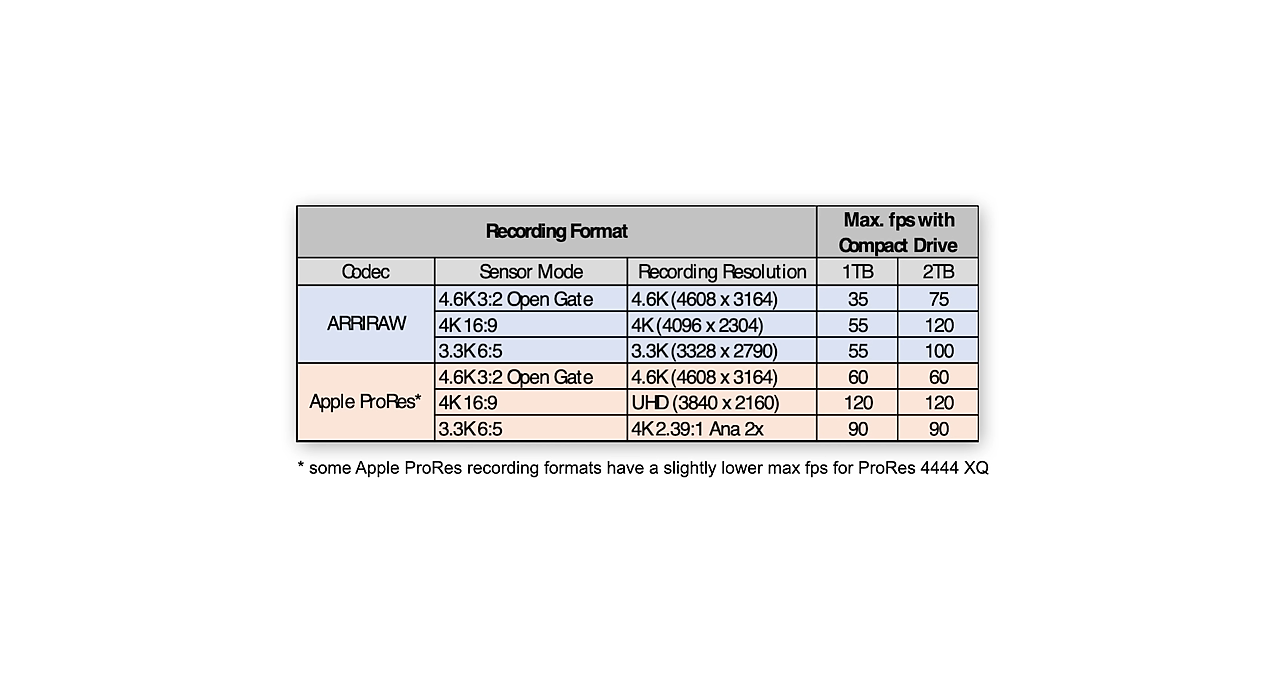 Recording Format Max. fps with
Compact Drive
Codec Sensor Mode Recording Resolution 1TB 2TB
ARRIRAW 4.6K 3:2 Open Gate 4.6K (4608 x 3164) 35 75
4K 16:9 4K (4096 x 2304) 55 120
3.3K 6:5 3.3K (3328 x 2790) 55 100
Apple ProRes* 4.6K 3:2 Open Gate 4.6K (4608 x 3164) 60 60
4K 16:9 UHD (3840 x 2160) 120 120
3.3K 6:5 4K 2.39:1 Ana 2x 90 90
* some Apple ProRes recording formats have a slightly lower max fps for ProRes 4444 XQ